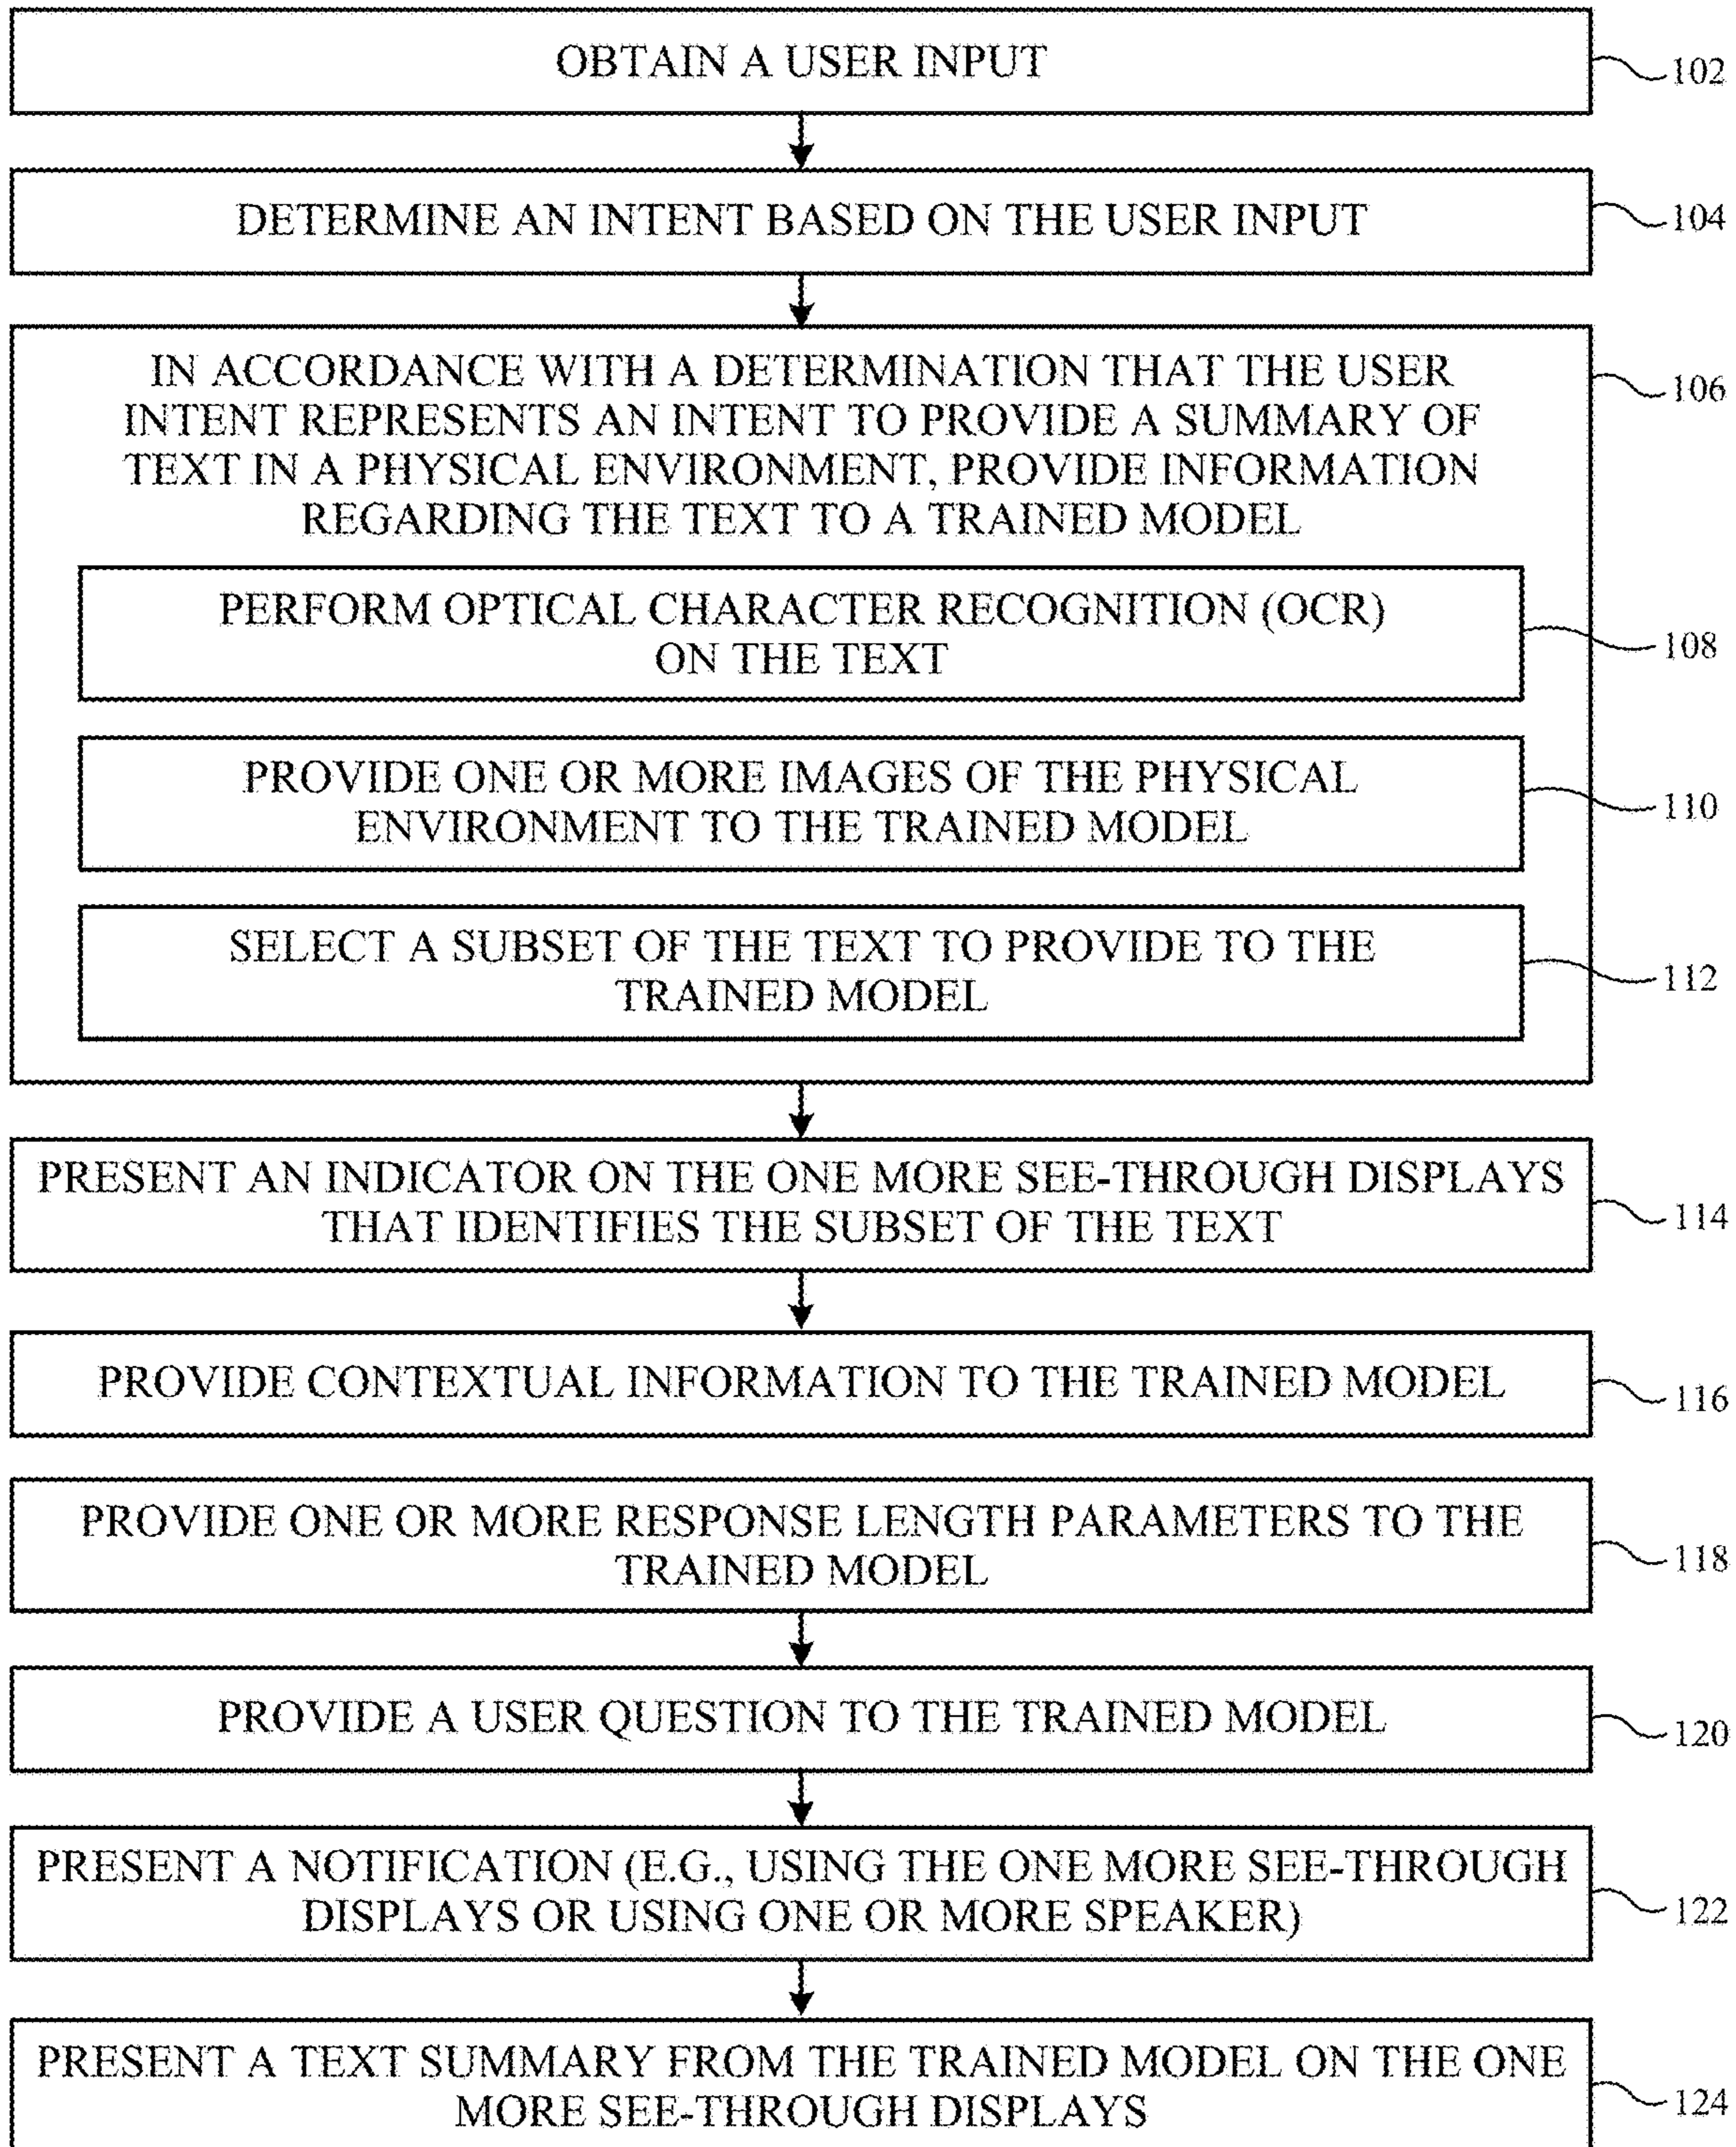 OBTAIN A USER INPUT
102
DETERMINE AN INTENT BASED ON THE USER INPUT
104
IN ACCORDANCE WITH A DETERMINATION THAT THE USER
INTENT REPRESENTS AN INTENT TO PROVIDE A SUMMARY OF
TEXT IN A PHYSICAL ENVIRONMENT, PROVIDE INFORMATION
REGARDING THE TEXT TO A TRAINED MODEL
106
PERFORM OPTICAL CHARACTER RECOGNITION (OCR)
ON THE TEXT
108
PROVIDE ONE OR MORE IMAGES OF THE PHYSICAL
ENVIRONMENT TO THE TRAINED MODEL
110
SELECT A SUBSET OF THE TEXT TO PROVIDE TO THE
TRAINED MODEL
112
PRESENT AN INDICATOR ON THE ONE MORE SEE-THROUGH DISPLAYS
THAT IDENTIFIES THE SUBSET OF THE TEXT
114
PROVIDE CONTEXTUAL INFORMATION TO THE TRAINED MODEL
116
PROVIDE ONE OR MORE RESPONSE LENGTH PARAMETERS TO THE
TRAINED MODEL
118
PROVIDE A USER QUESTION TO THE TRAINED MODEL
120
PRESENT A NOTIFICATION (E.G., USING THE ONE MORE SEE-THROUGH
DISPLAYS OR USING ONE OR MORE SPEAKER)
122
PRESENT A TEXT SUMMARY FROM THE TRAINED MODEL ON THE ONE
MORE SEE-THROUGH DISPLAYS
124